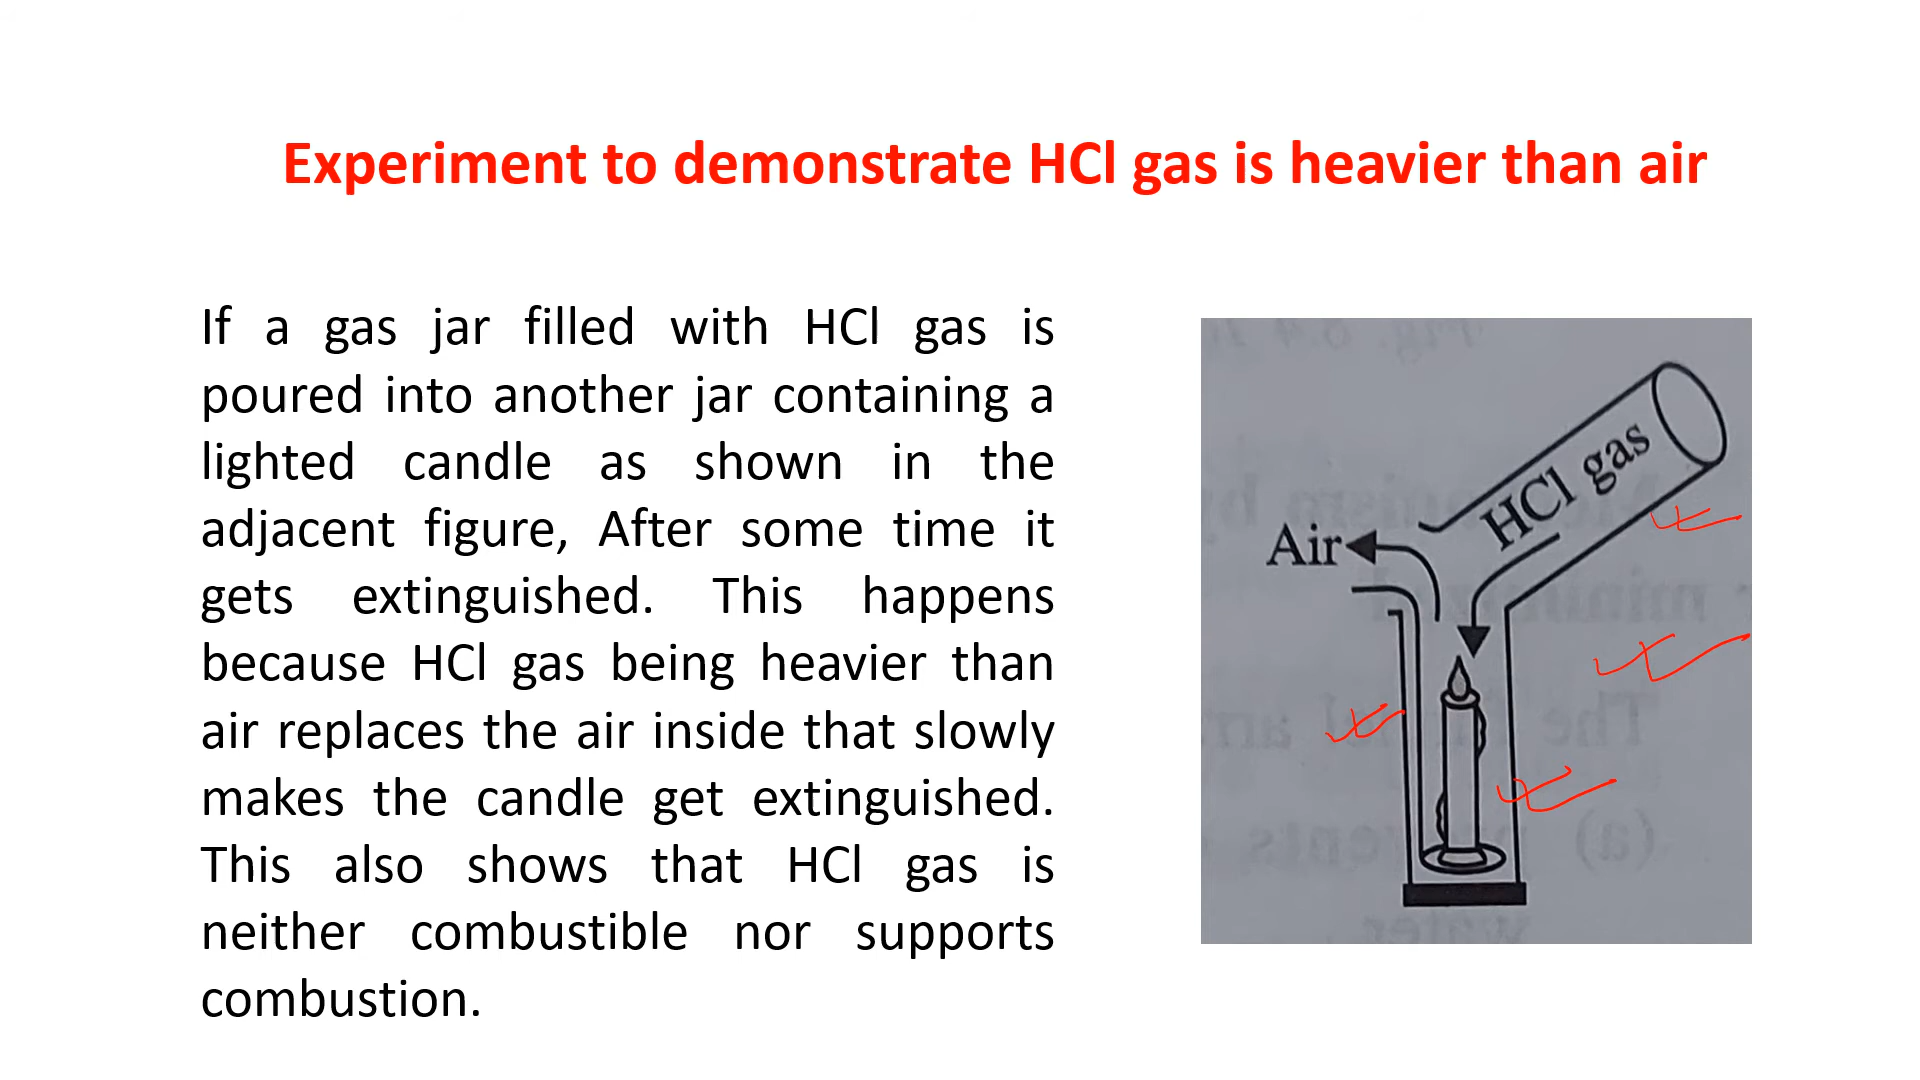 Experiment to demonstrate HCl gas is heavier than air
If a gas jar filled with HCl gas is
poured into another jar containing a
lighted candle as shown in the
adjacent figure, After some time it
gets extinguished. This happens
because HCl gas being heavier than
air replaces the air inside that slowly
makes the candle get extinguished.
This also shows that HCl gas is
neither combustible nor supports
combustion.
HCl gas
Air